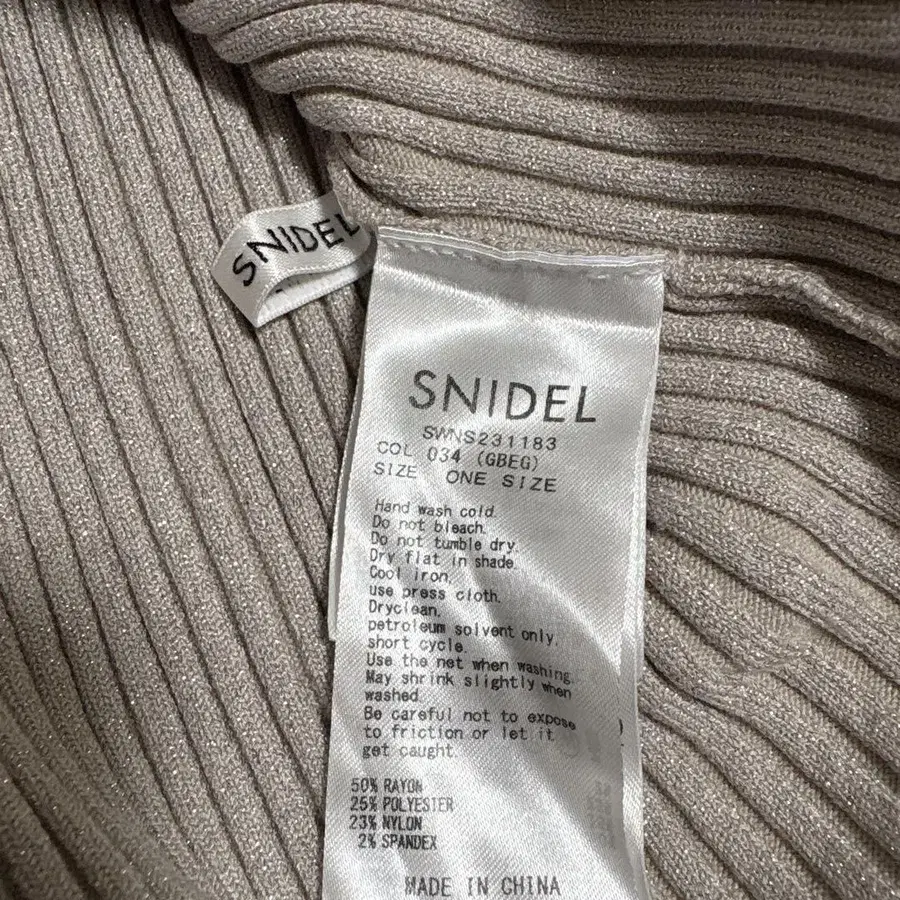 SNIDEL
SNIDEL
SWNS231183
COL 034 (GBEG)
SIZE ONE SIZE
Hand wash cold.
Do not bleach.
Do not tumble dry.
Dry flat in shade.
Cool iron.
use press cloth.
Dryclean.
petroleum solvent only.
short cycle.
Use the net when washing.
May shrink slightly when
washed.
Be careful not to expose
to friction or let it
get caught.
50% RAYON
25% POLYESTER
23% NYLON
2% SPANDEX
MADE IN CHINA